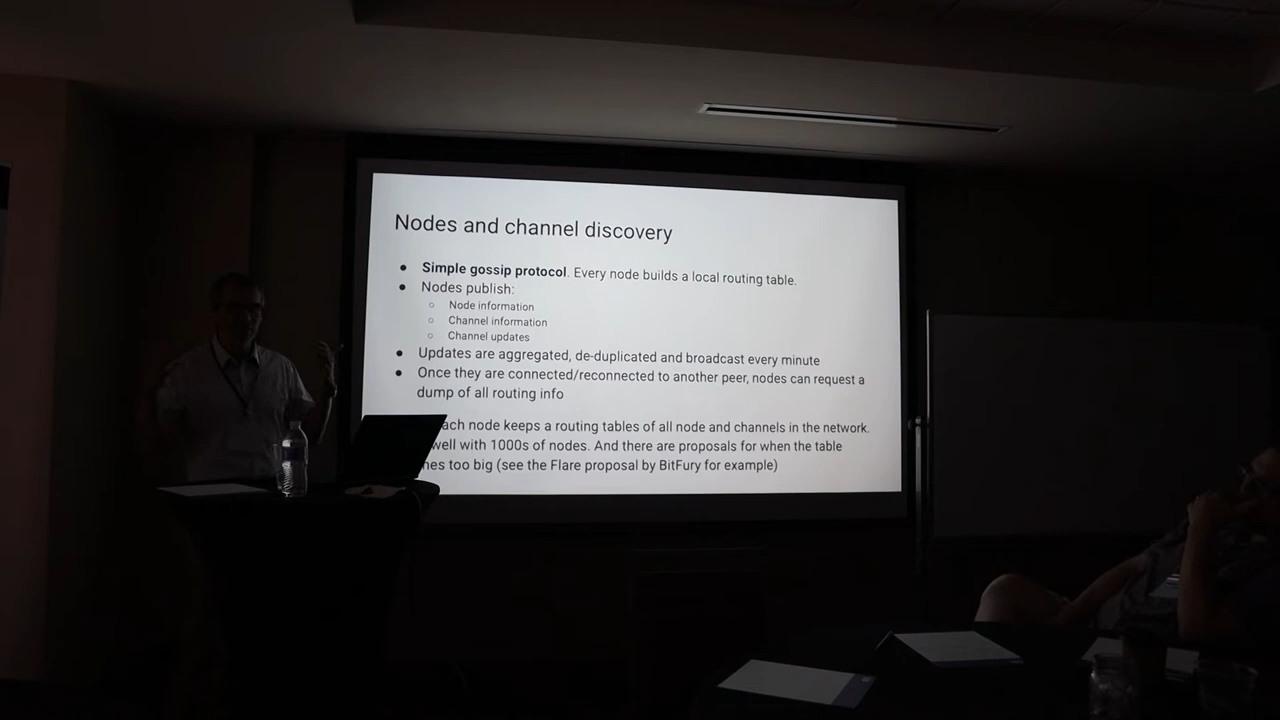 Nodes and channel discovery
● Simple gossip protocol. Every node builds a local routing table.
● Nodes publish:
○ Node information
○ Channel information
○ Channel updates
● Updates are aggregated, de-duplicated and broadcast every minute
● Once they are connected/reconnected to another peer, nodes can request a
dump of all routing info
node keeps a routing tables of all node and channels in the network.
well with 1000s of nodes. And there are proposals for when the table
too big (see the Flare proposal by BitFury for example)